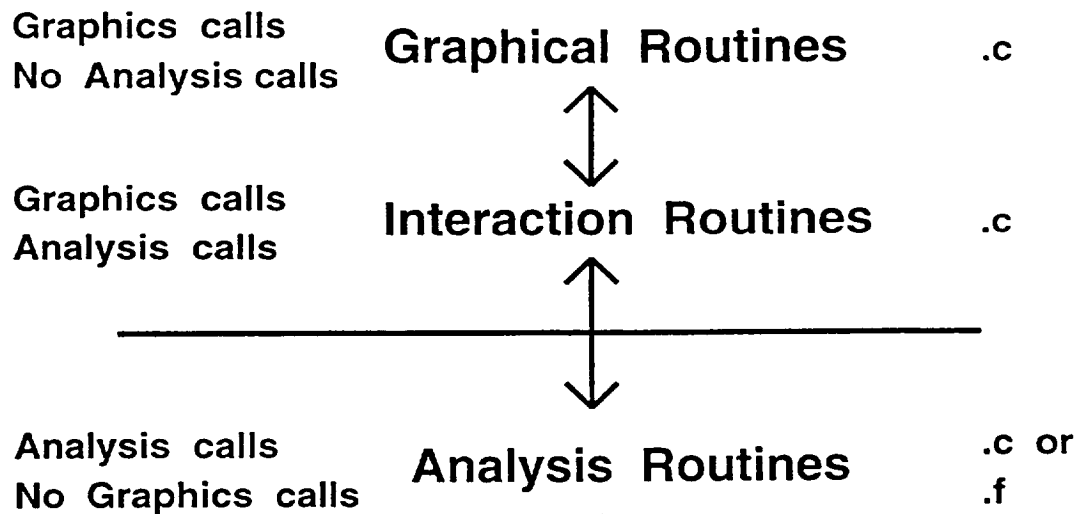 Graphics calls
No Analysis calls
Graphical Routines
.c
Graphics calls
Analysis calls
Interaction Routines
.c
Analysis calls
No Graphics calls
Analysis Routines
.c or
.f